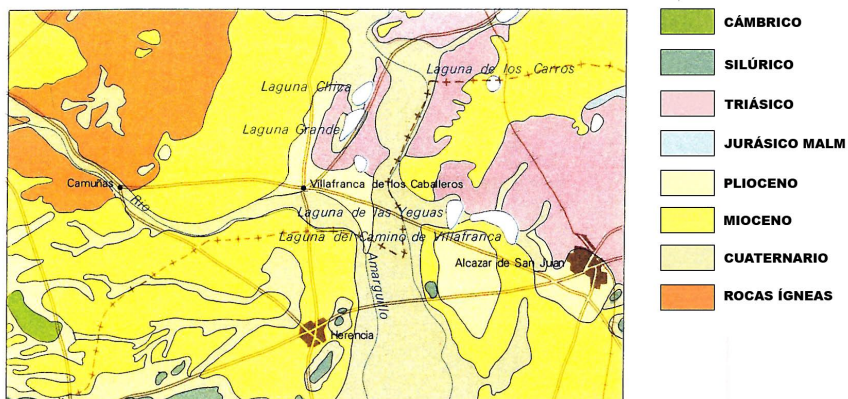 Laguna de los Carros
Laguna Chica
Laguna Grande
Camuñas
Villafranca de los Caballeros
Río
Laguna de las Yeguas
Laguna del Camino de Villafranca
Alcazar de San Juan
Amarguillo
Herencia
CÁMBRICO
SILÚRICO
TRIÁSICO
JURÁSICO MALM
PLIOCENO
MIOCENO
CUATERNARIO
ROCAS ÍGNEAS